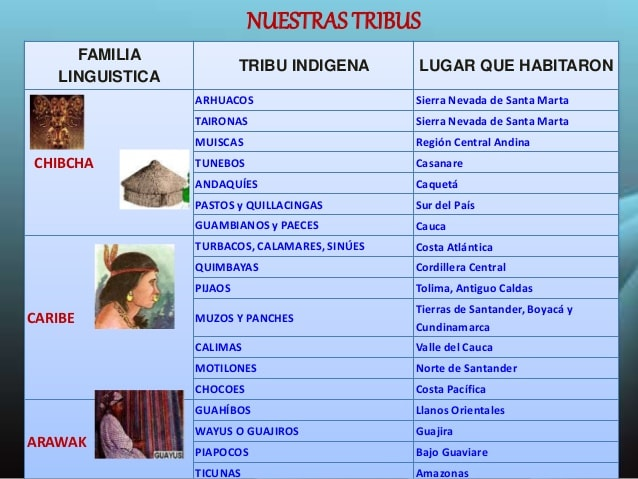 NUESTRAS TRIBUS
FAMILIA
LINGUISTICA
TRIBU INDIGENA
LUGAR QUE HABITARON
CHIBCHA
ARHUACOS Sierra Nevada de Santa Marta
TAIRONAS Sierra Nevada de Santa Marta
MUISCAS Región Central Andina
TUNEBOS Casanare
ANDAQUÍES Caquetá
PASTOS y QUILLACINGAS Sur del País
GUAMBIANOS y PAECES Cauca
CARIBE
TURBACOS, CALAMARES, SINÚES Costa Atlántica
QUIMBAYAS Cordillera Central
PIJAOS Tolima, Antiguo Caldas
MUZOS Y PANCHES Tierras de Santander, Boyacá y
Cundinamarca
CALIMAS Valle del Cauca
MOTILONES Norte de Santander
CHOCOES Costa Pacífica
ARAWAK
GUAYUSI
GUAHÍBOS Llanos Orientales
WAYUS O GUAJIROS Guajira
PIAPOCOS Bajo Guaviare
TICUNAS Amazonas